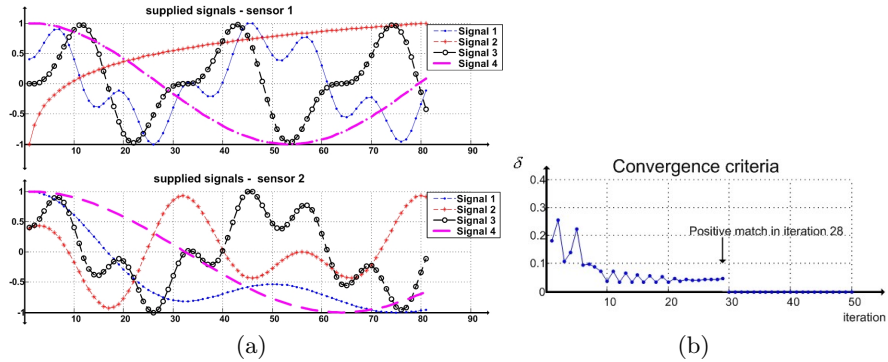 supplied signals - sensor 1
1
0.5
0
-0.5
-1
10 20 30 40 50 60 70 80 90
Signal 1
Signal 2
Signal 3
Signal 4
supplied signals - sensor 2
1
0.5
0
-0.5
-1
10 20 30 40 50 60 70 80 90
Signal 1
Signal 2
Signal 3
Signal 4
(a)
δ
Convergence criteria
0.4
0.3
0.2
0.1
0
Positive match in iteration 28
10 20 30 40 50
iteration
(b)